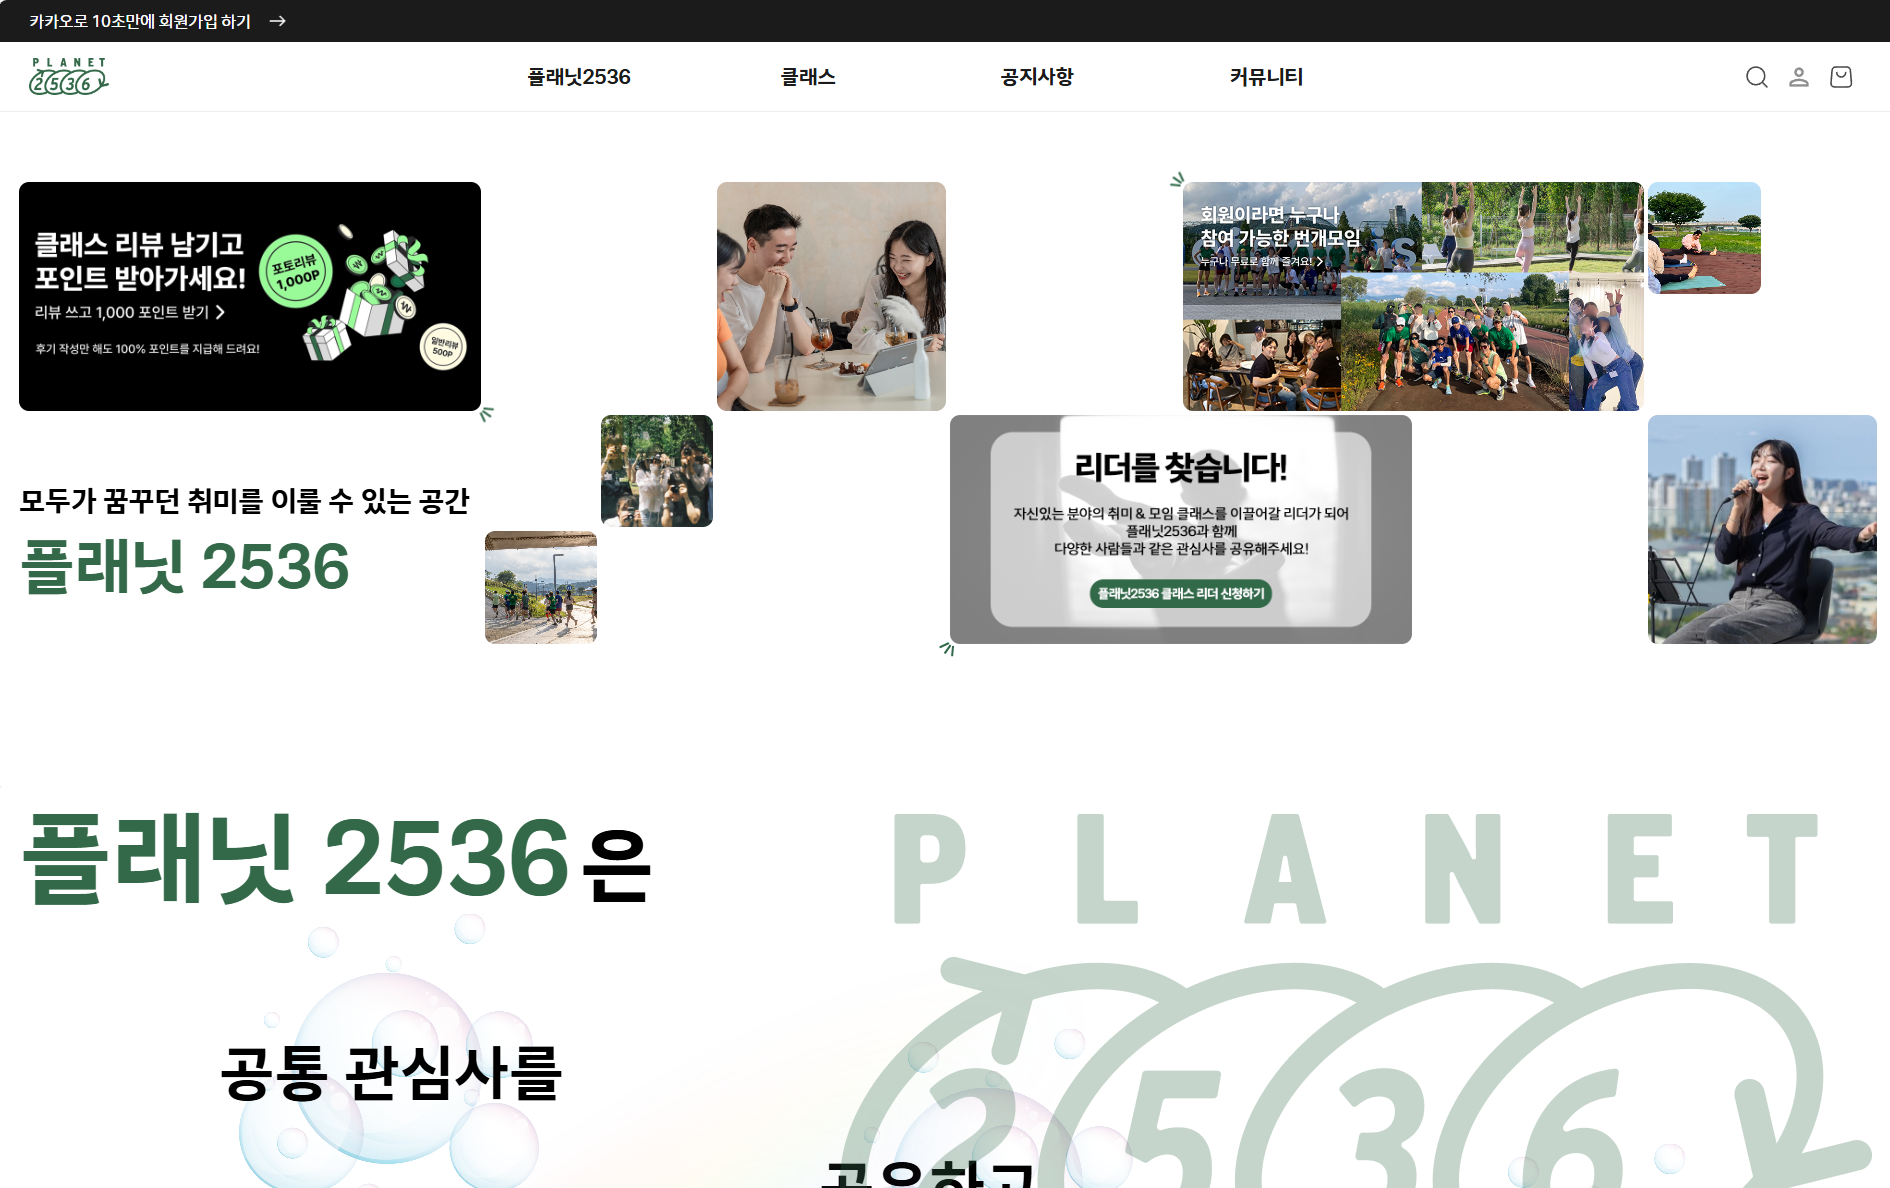 카카오로 10초만에 회원가입 하기
PLANET
2536
플래닛2536
클래스
공지사항
커뮤니티
클래스 리뷰 남기고
포인트 받아가세요!
리뷰 쓰고 1,000 포인트 받기
후기 작성만 해도 100% 포인트를 지급해 드려요!
포토리뷰
1,000P
일반리뷰
500P
회원이라면 누구나
참여 가능한 번개모임
누구나 무료로 함께 즐겨요!
모두가 꿈꾸던 취미를 이룰 수 있는 공간
플래닛 2536
리더를 찾습니다!
자신있는 분야의 취미 & 모임 클래스를 이끌어갈 리더가 되어
플래닛2536과 함께
다양한 사람들과 같은 관심사를 공유해주세요!
플래닛2536 클래스 리더 신청하기
플래닛 2536 은
PLANET
2536
공통 관심사를
공유하고